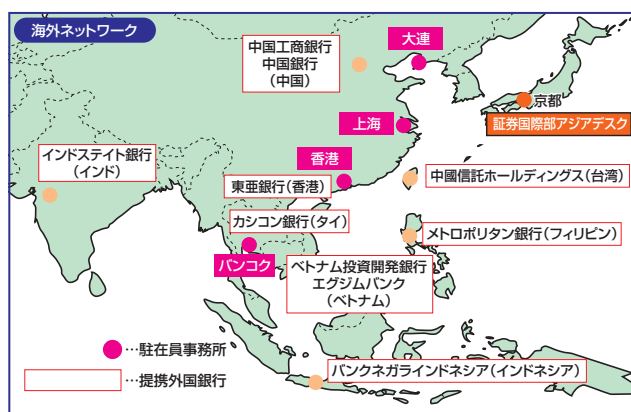 海外ネットワーク
中国工商銀行
中国銀行
(中国)
大連
京都
証券国際部アジアデスク
上海
インドステイト銀行
(インド)
香港
東亜銀行(香港)
中國信託ホールディングス(台湾)
カシコン銀行(タイ)
メトロポリタン銀行(フィリピン)
バンコク
ベトナム投資開発銀行
エグジムバンク
(ベトナム)
…駐在員事務所
…提携外国銀行
バンクネガラインドネシア(インドネシア)